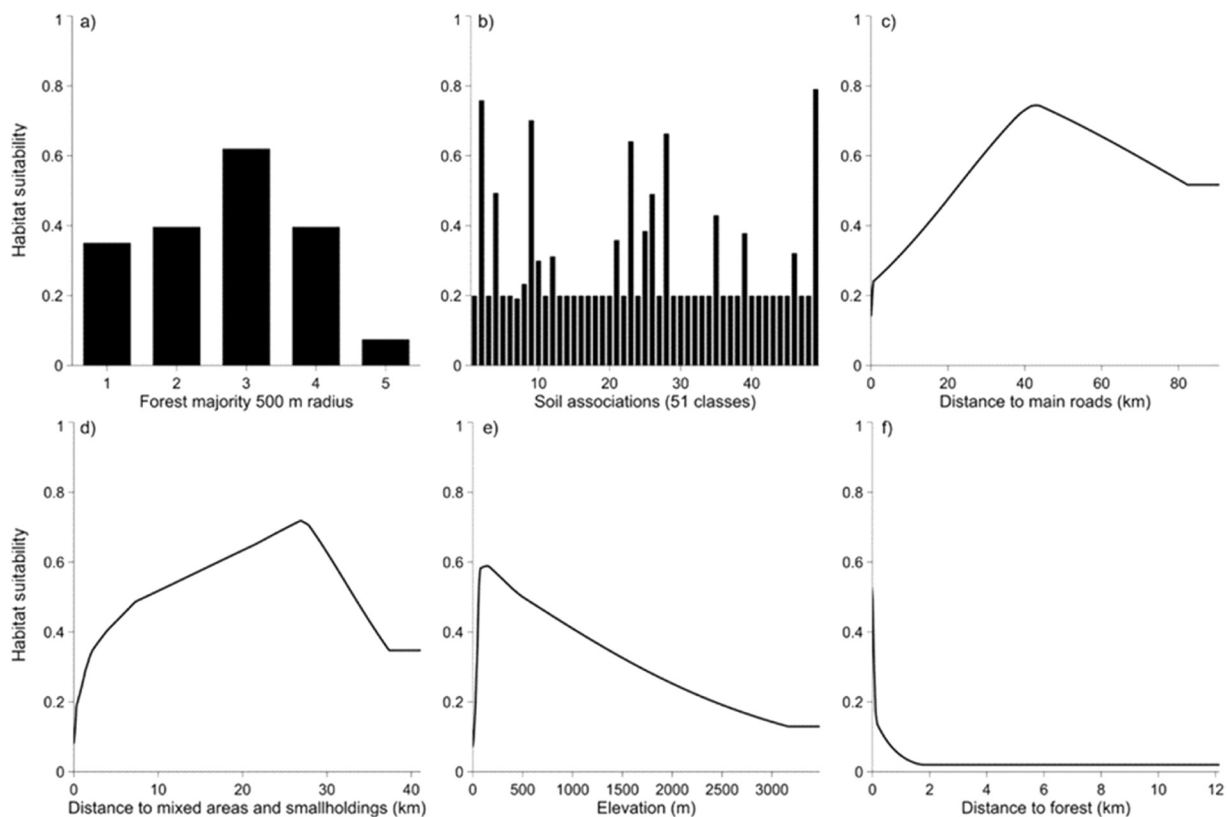 a)
1
0.8
0.6
0.4
0.2
0
Habitat suitability
1 2 3 4 5
Forest majority 500 m radius
b)
1
0.8
0.6
0.4
0.2
0
10 20 30 40
Soil associations (51 classes)
c)
1
0.8
0.6
0.4
0.2
0
0 20 40 60 80
Distance to main roads (km)
d)
1
0.8
0.6
0.4
0.2
0
Habitat suitability
0 10 20 30 40
Distance to mixed areas and smallholdings (km)
e)
1
0.8
0.6
0.4
0.2
0
0 500 1000 1500 2000 2500 3000
Elevation (m)
f)
1
0.8
0.6
0.4
0.2
0
0 2 4 6 8 10 12
Distance to forest (km)